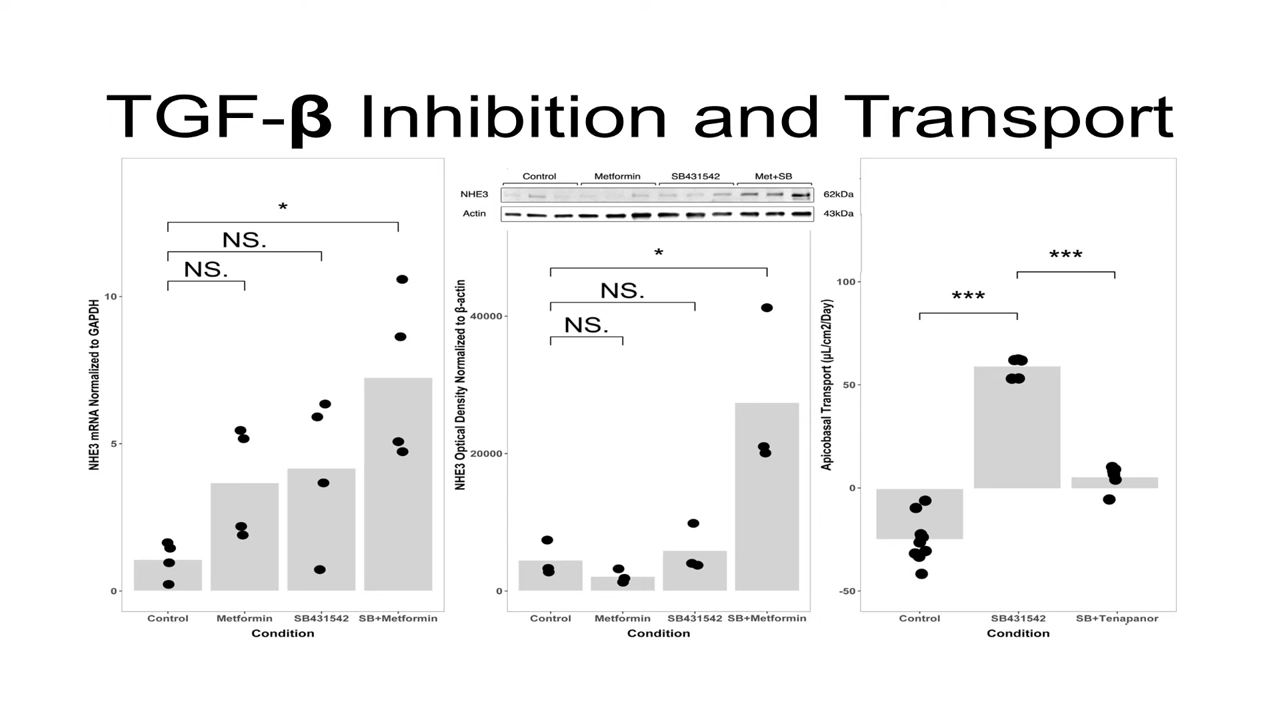 TGF-β Inhibition and Transport
*
NS.
NS.
10
5
0
NHE3 mRNA Normalized to GAPDH
Control Metformin SB431542 SB+Metformin
Condition
Control Metformin SB431542 Met+SB
NHE3 62kDa
Actin 43kDa
*
NS.
NS.
40000
20000
0
NHE3 Optical Density Normalized to β-actin
Control Metformin SB431542 SB+Metformin
Condition
***
***
100
50
0
-50
Apicobasal Transport (μL/cm2/Day)
Control SB431542 SB+Tenapanor
Condition